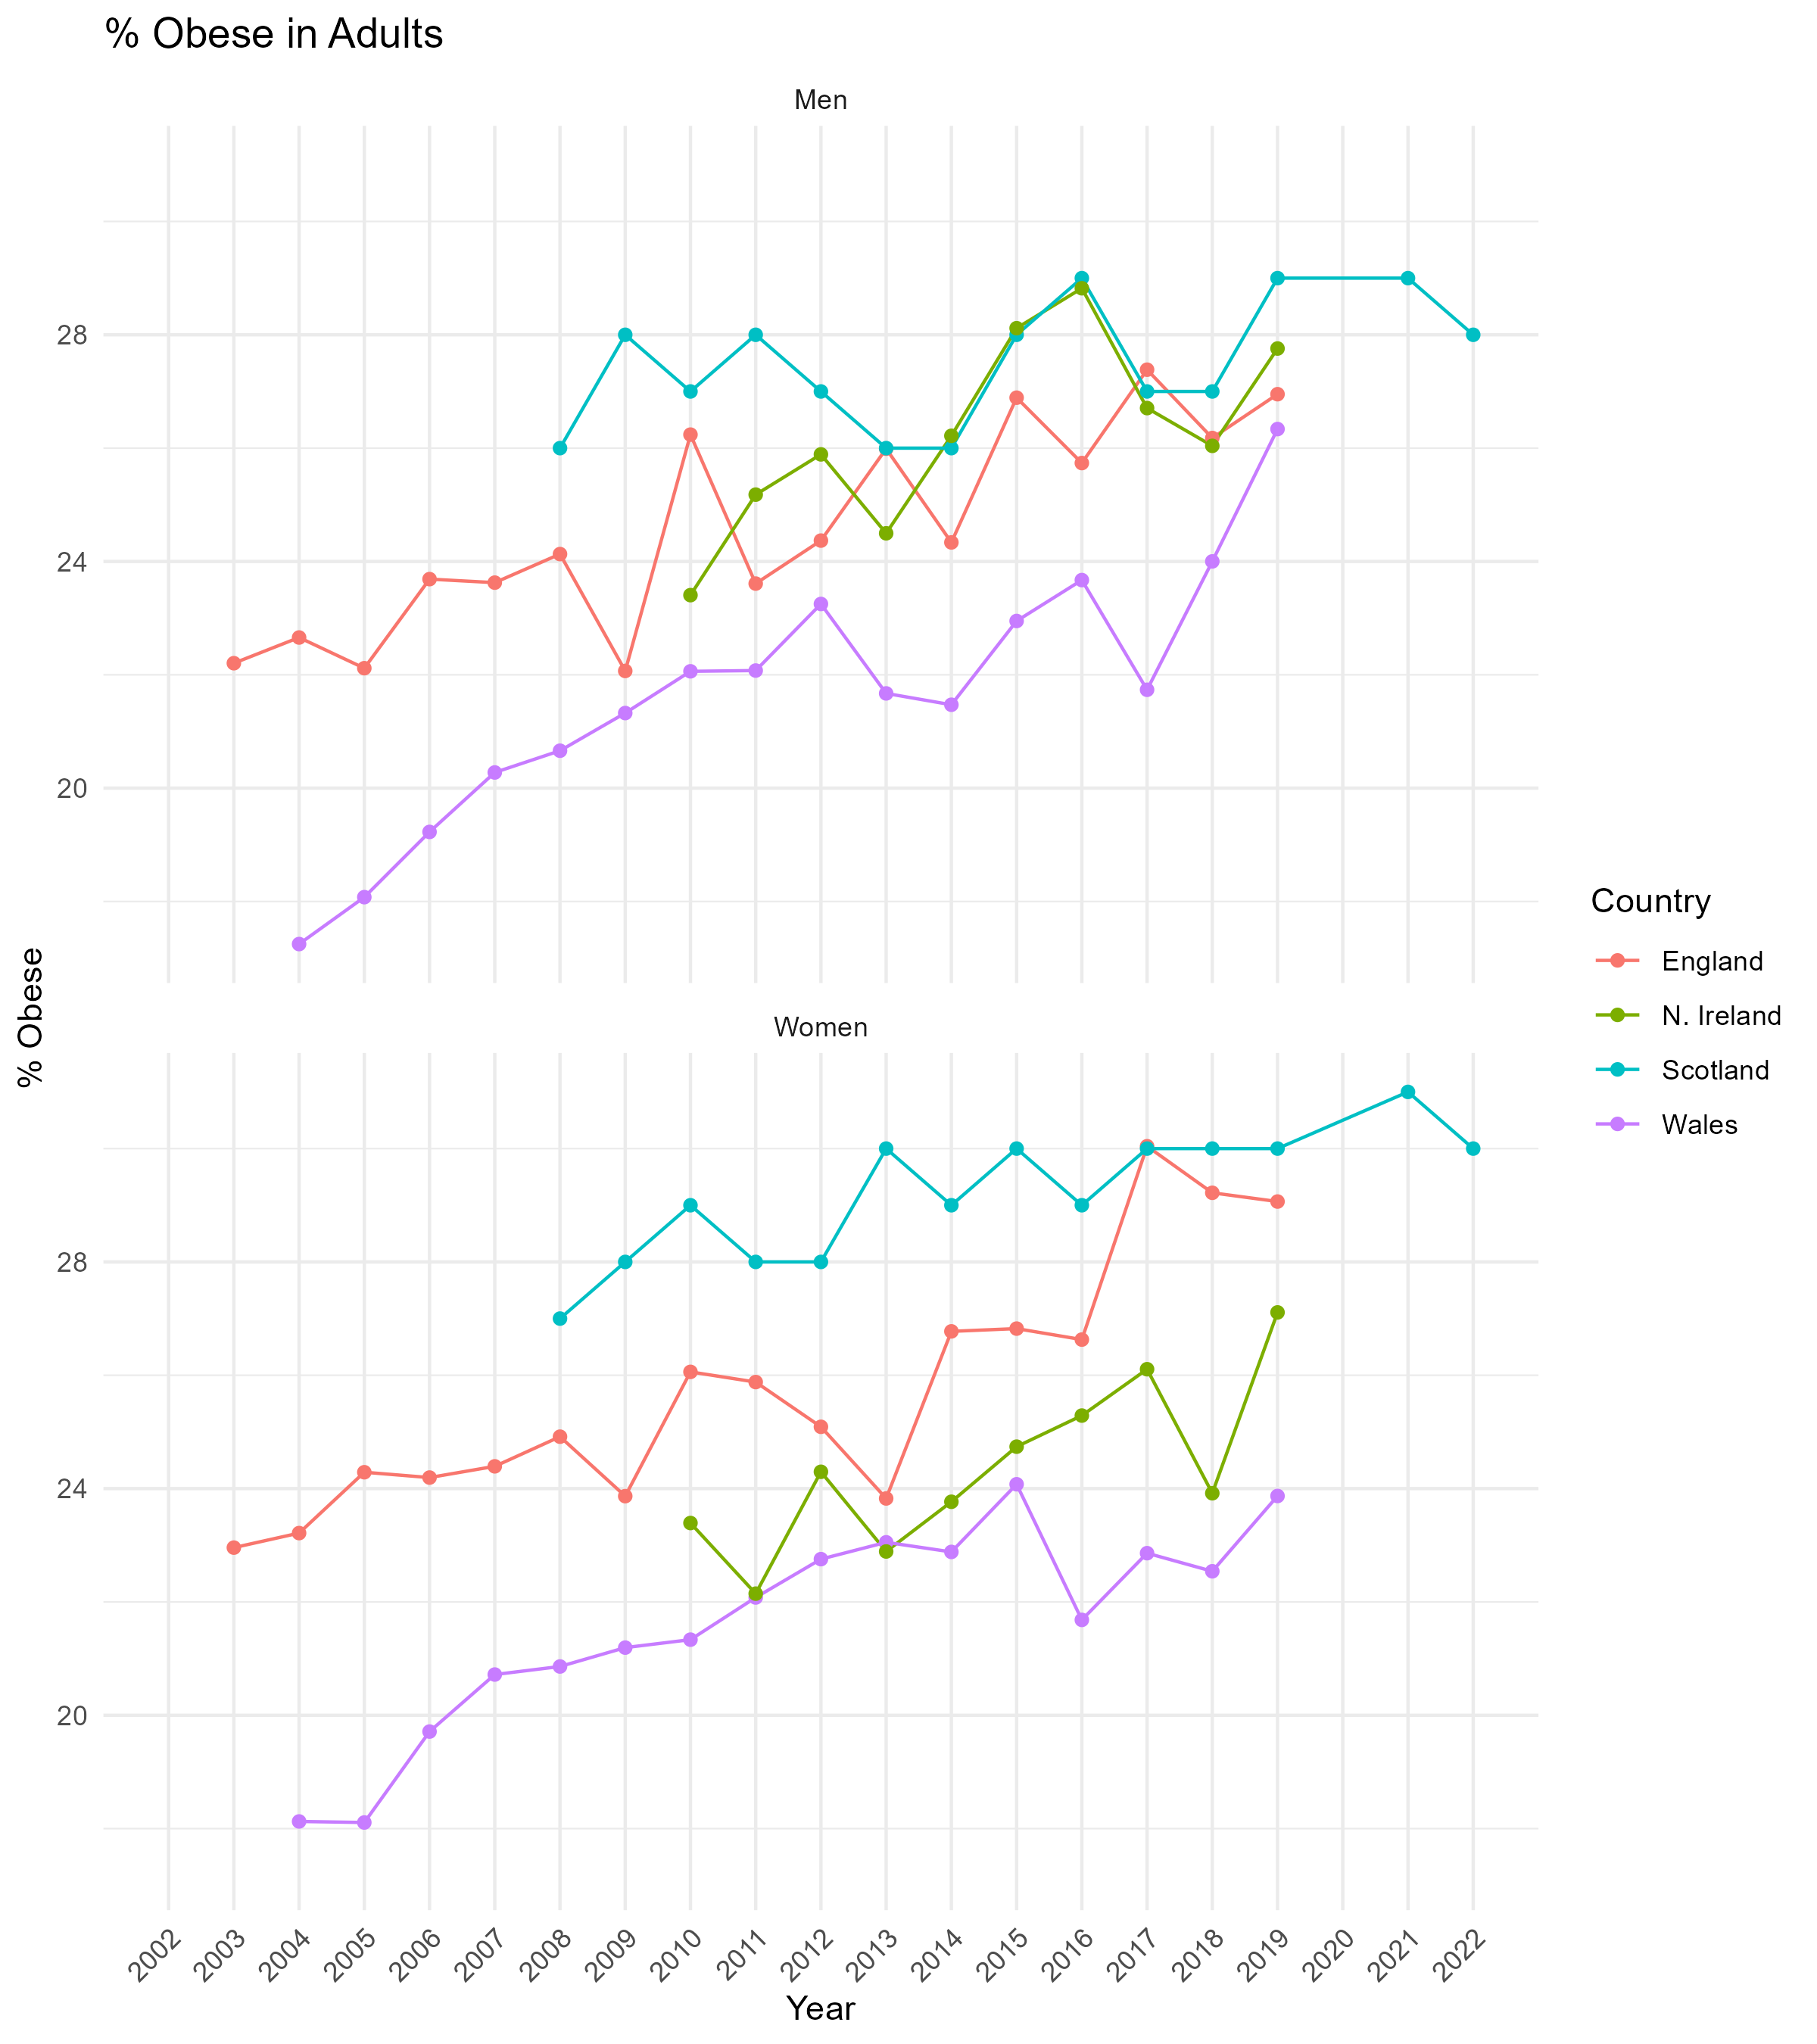 % Obese in Adults
Men
28
24
20
% Obese
Women
28
24
20
2002
2003
2004
2005
2006
2007
2008
2009
2010
2011
2012
2013
2014
2015
2016
2017
2018
2019
2020
2021
2022
Year
Country
England
N. Ireland
Scotland
Wales